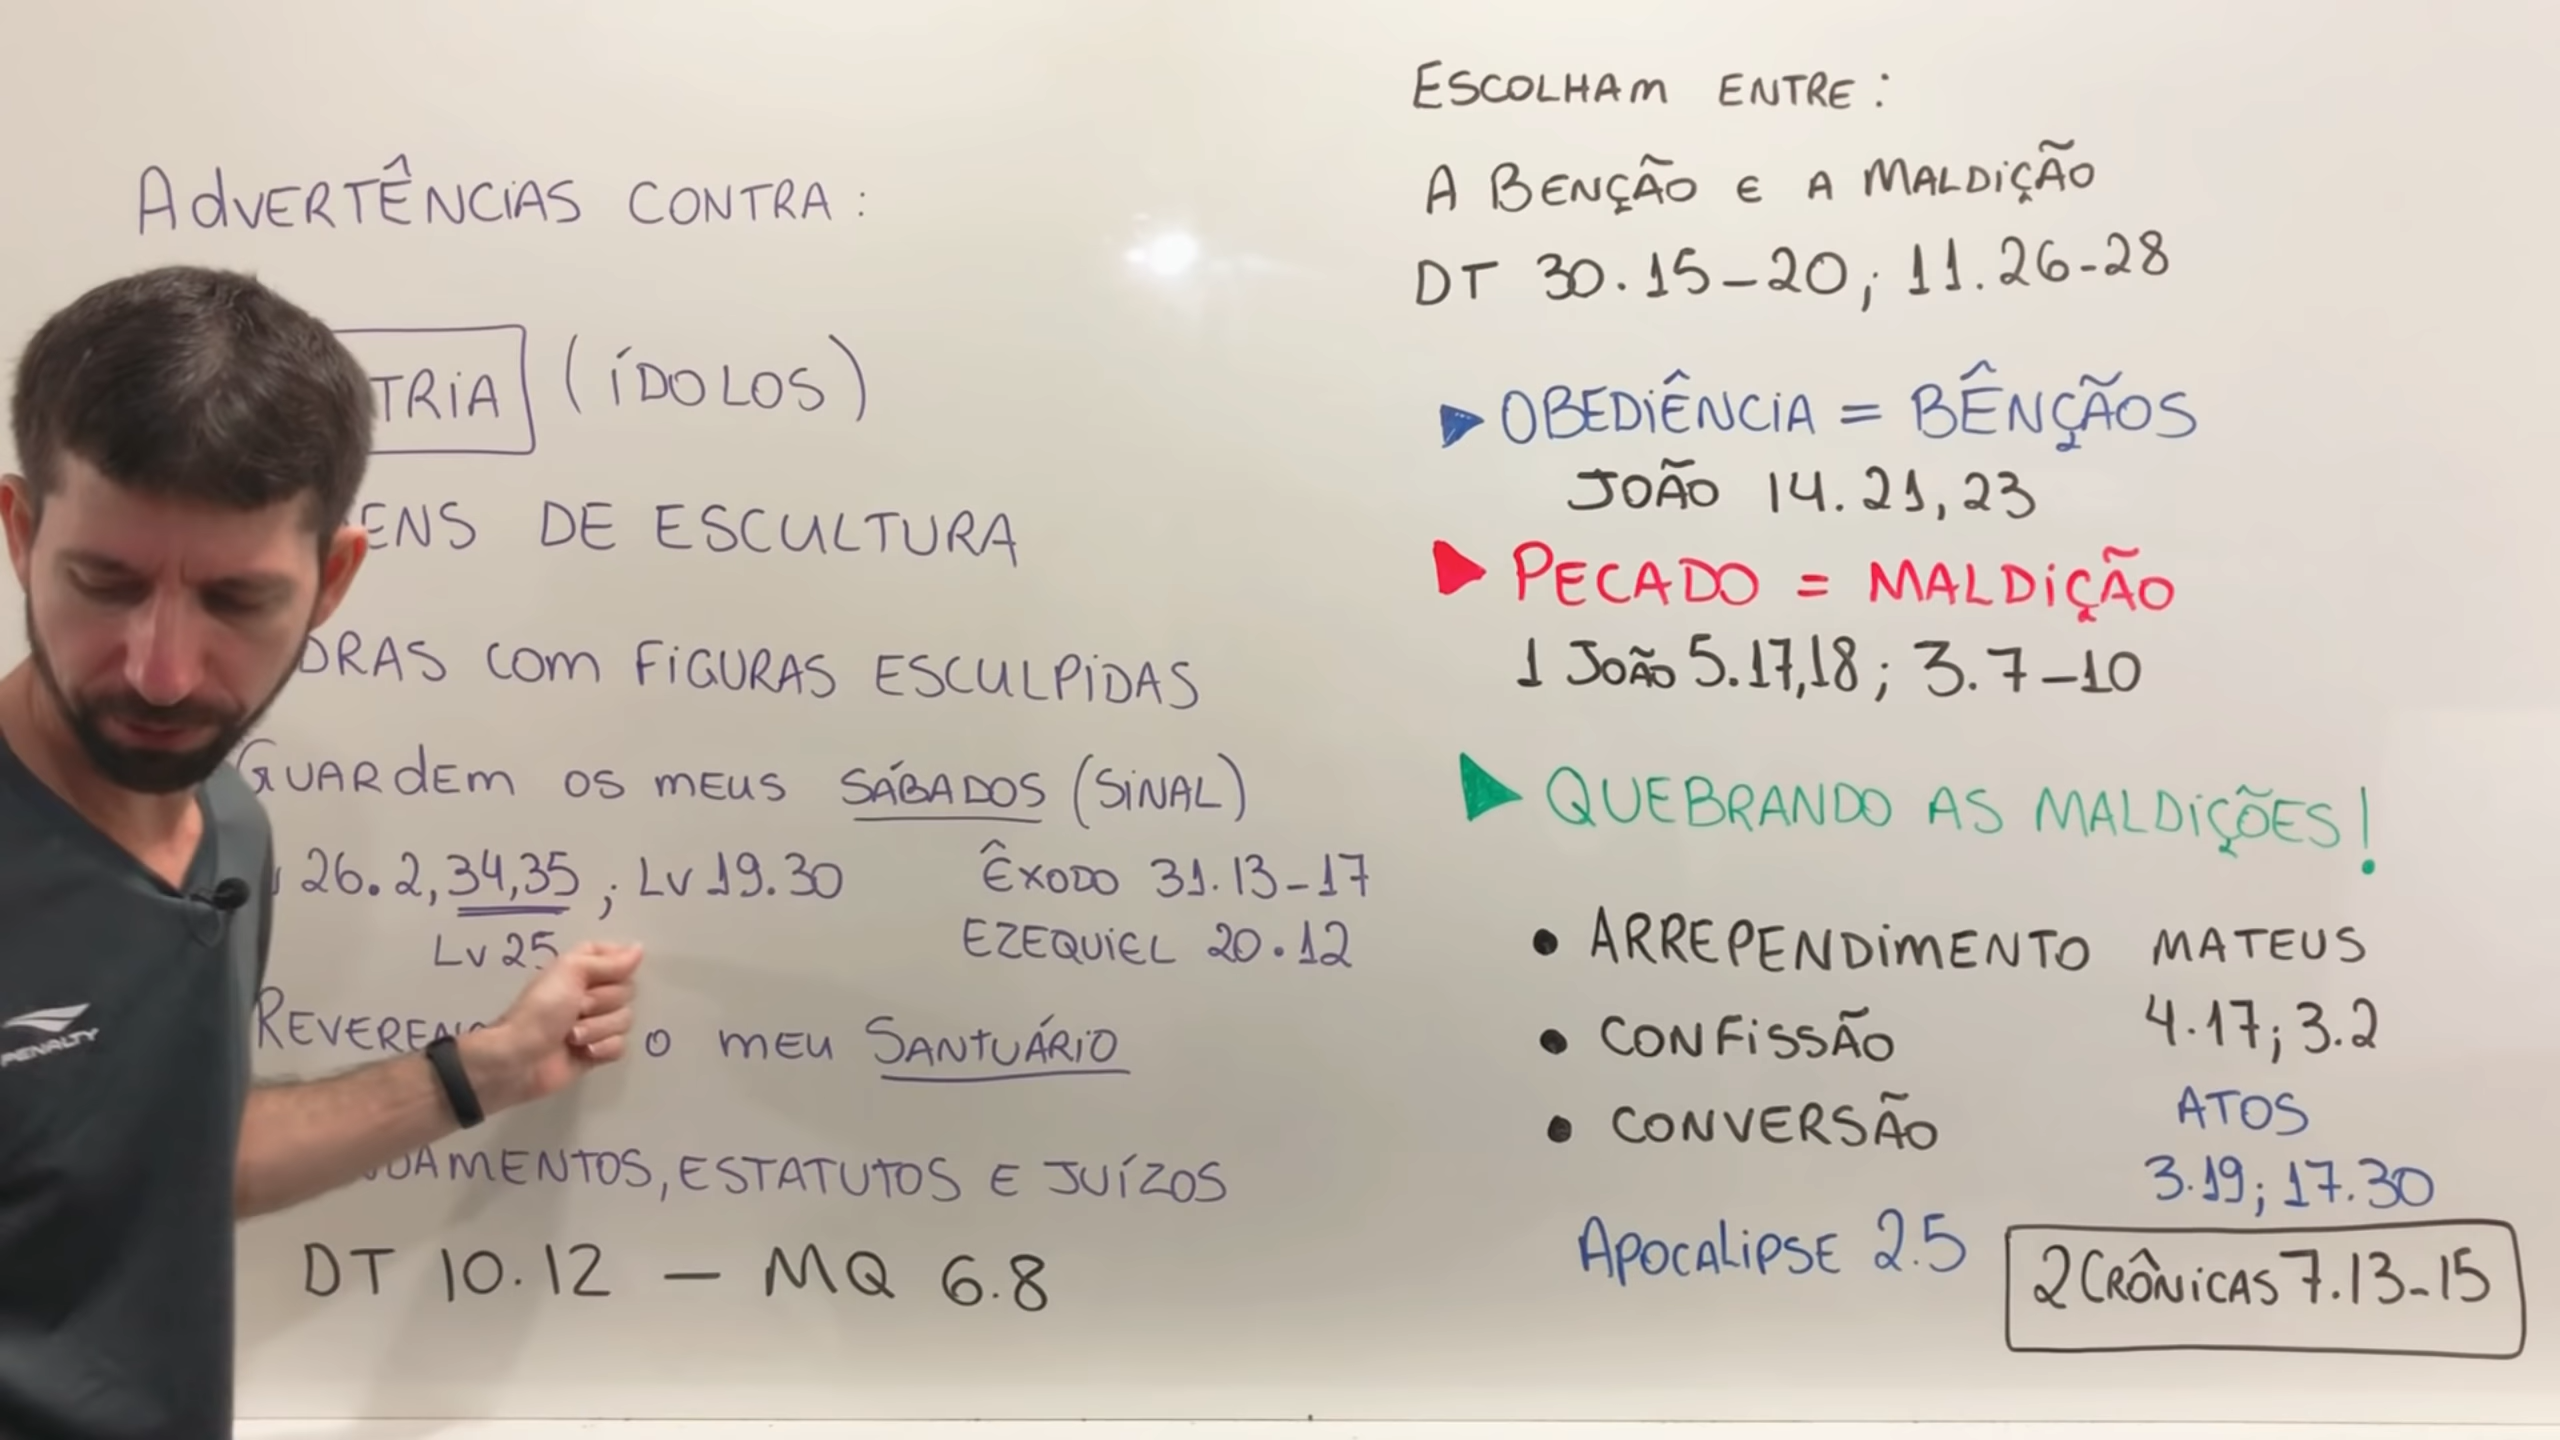 ADVERTÊNCIAS CONTRA:
TRIA (ÍDOLOS)
ENS DE ESCULTURA
DRAS COM FIGURAS ESCULPIDAS
GUARDEM OS MEUS SÁBADOS (SINAL)
26.2,34,35; LV 19.30 ÊXODO 31.13-17
LV 25 EZEQUIEL 20.12
O MEU SANTUÁRIO
DAMENTOS, ESTATUTOS E JUÍZOS
DT 10.12 — MQ 6.8
PENALTY
ESCOLHAM ENTRE:
A BENÇÃO E A MALDIÇÃO
DT 30.15-20; 11.26-28
OBEDIÊNCIA = BÊNÇÃOS
JOÃO 14.21,23
PECADO = MALDIÇÃO
1 JOÃO 5.17,18; 3.7-10
QUEBRANDO AS MALDIÇÕES!
• ARREPENDIMENTO MATEUS
• CONFISSÃO 4.17; 3.2
• CONVERSÃO ATOS
3.19; 17.30
APOCALIPSE 2.5
2CRÔNICAS 7.13-15